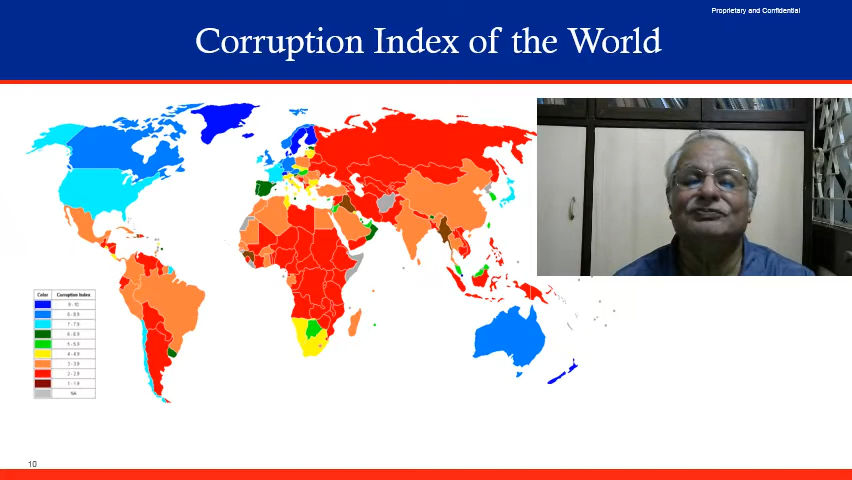 Proprietary and Confidential
Corruption Index of the World
Color Corruption Index
9 - 10
8 - 8.9
7 - 7.9
6 - 6.9
5 - 5.9
4 - 4.9
3 - 3.9
2 - 2.9
1 - 1.9
NA
10